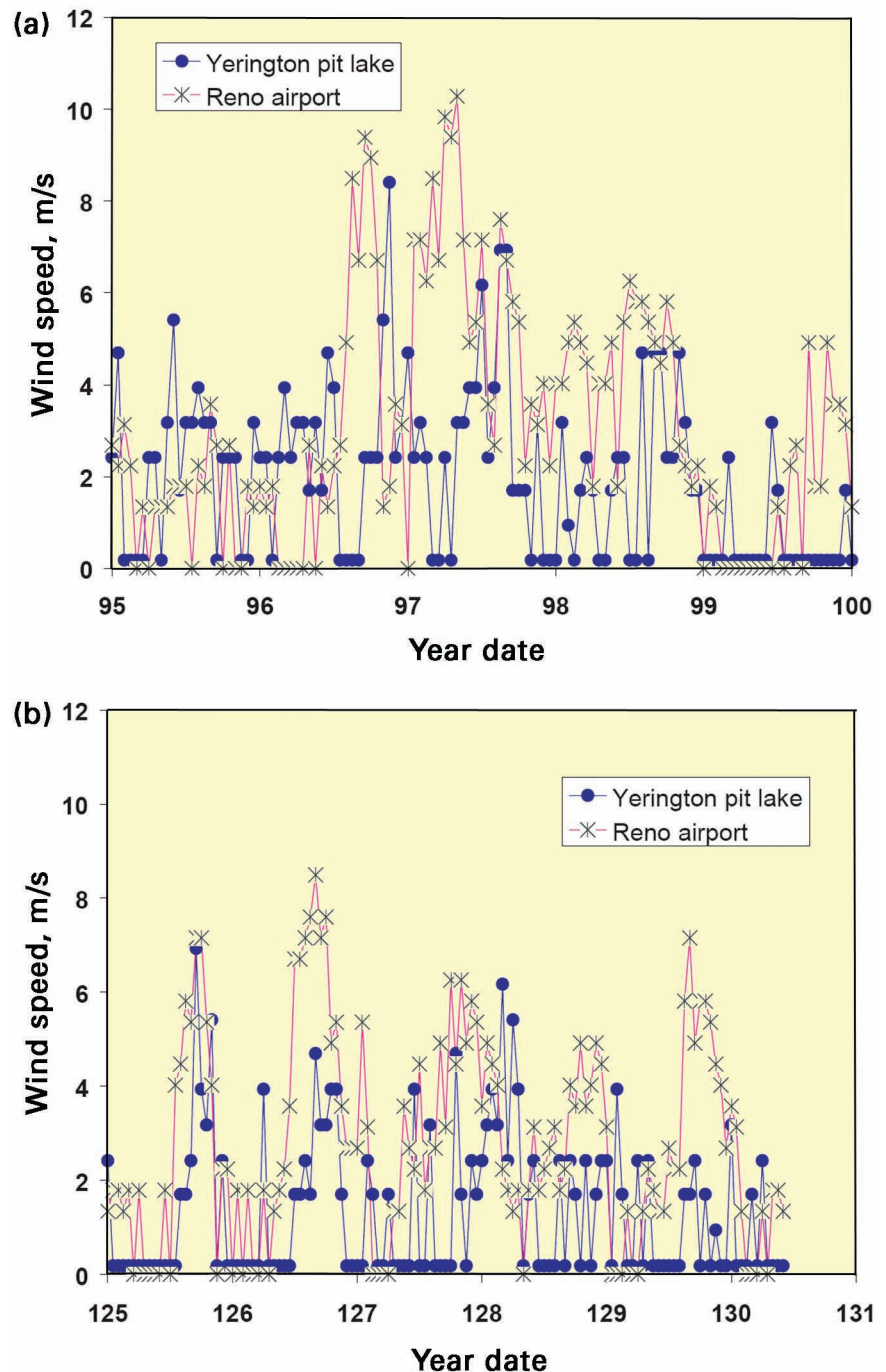 (a)
12
10
8
6
4
2
0
Wind speed, m/s
Yerington pit lake
Reno airport
95 96 97 98 99 100
Year date
(b)
12
10
8
6
4
2
0
Wind speed, m/s
Yerington pit lake
Reno airport
125 126 127 128 129 130 131
Year date